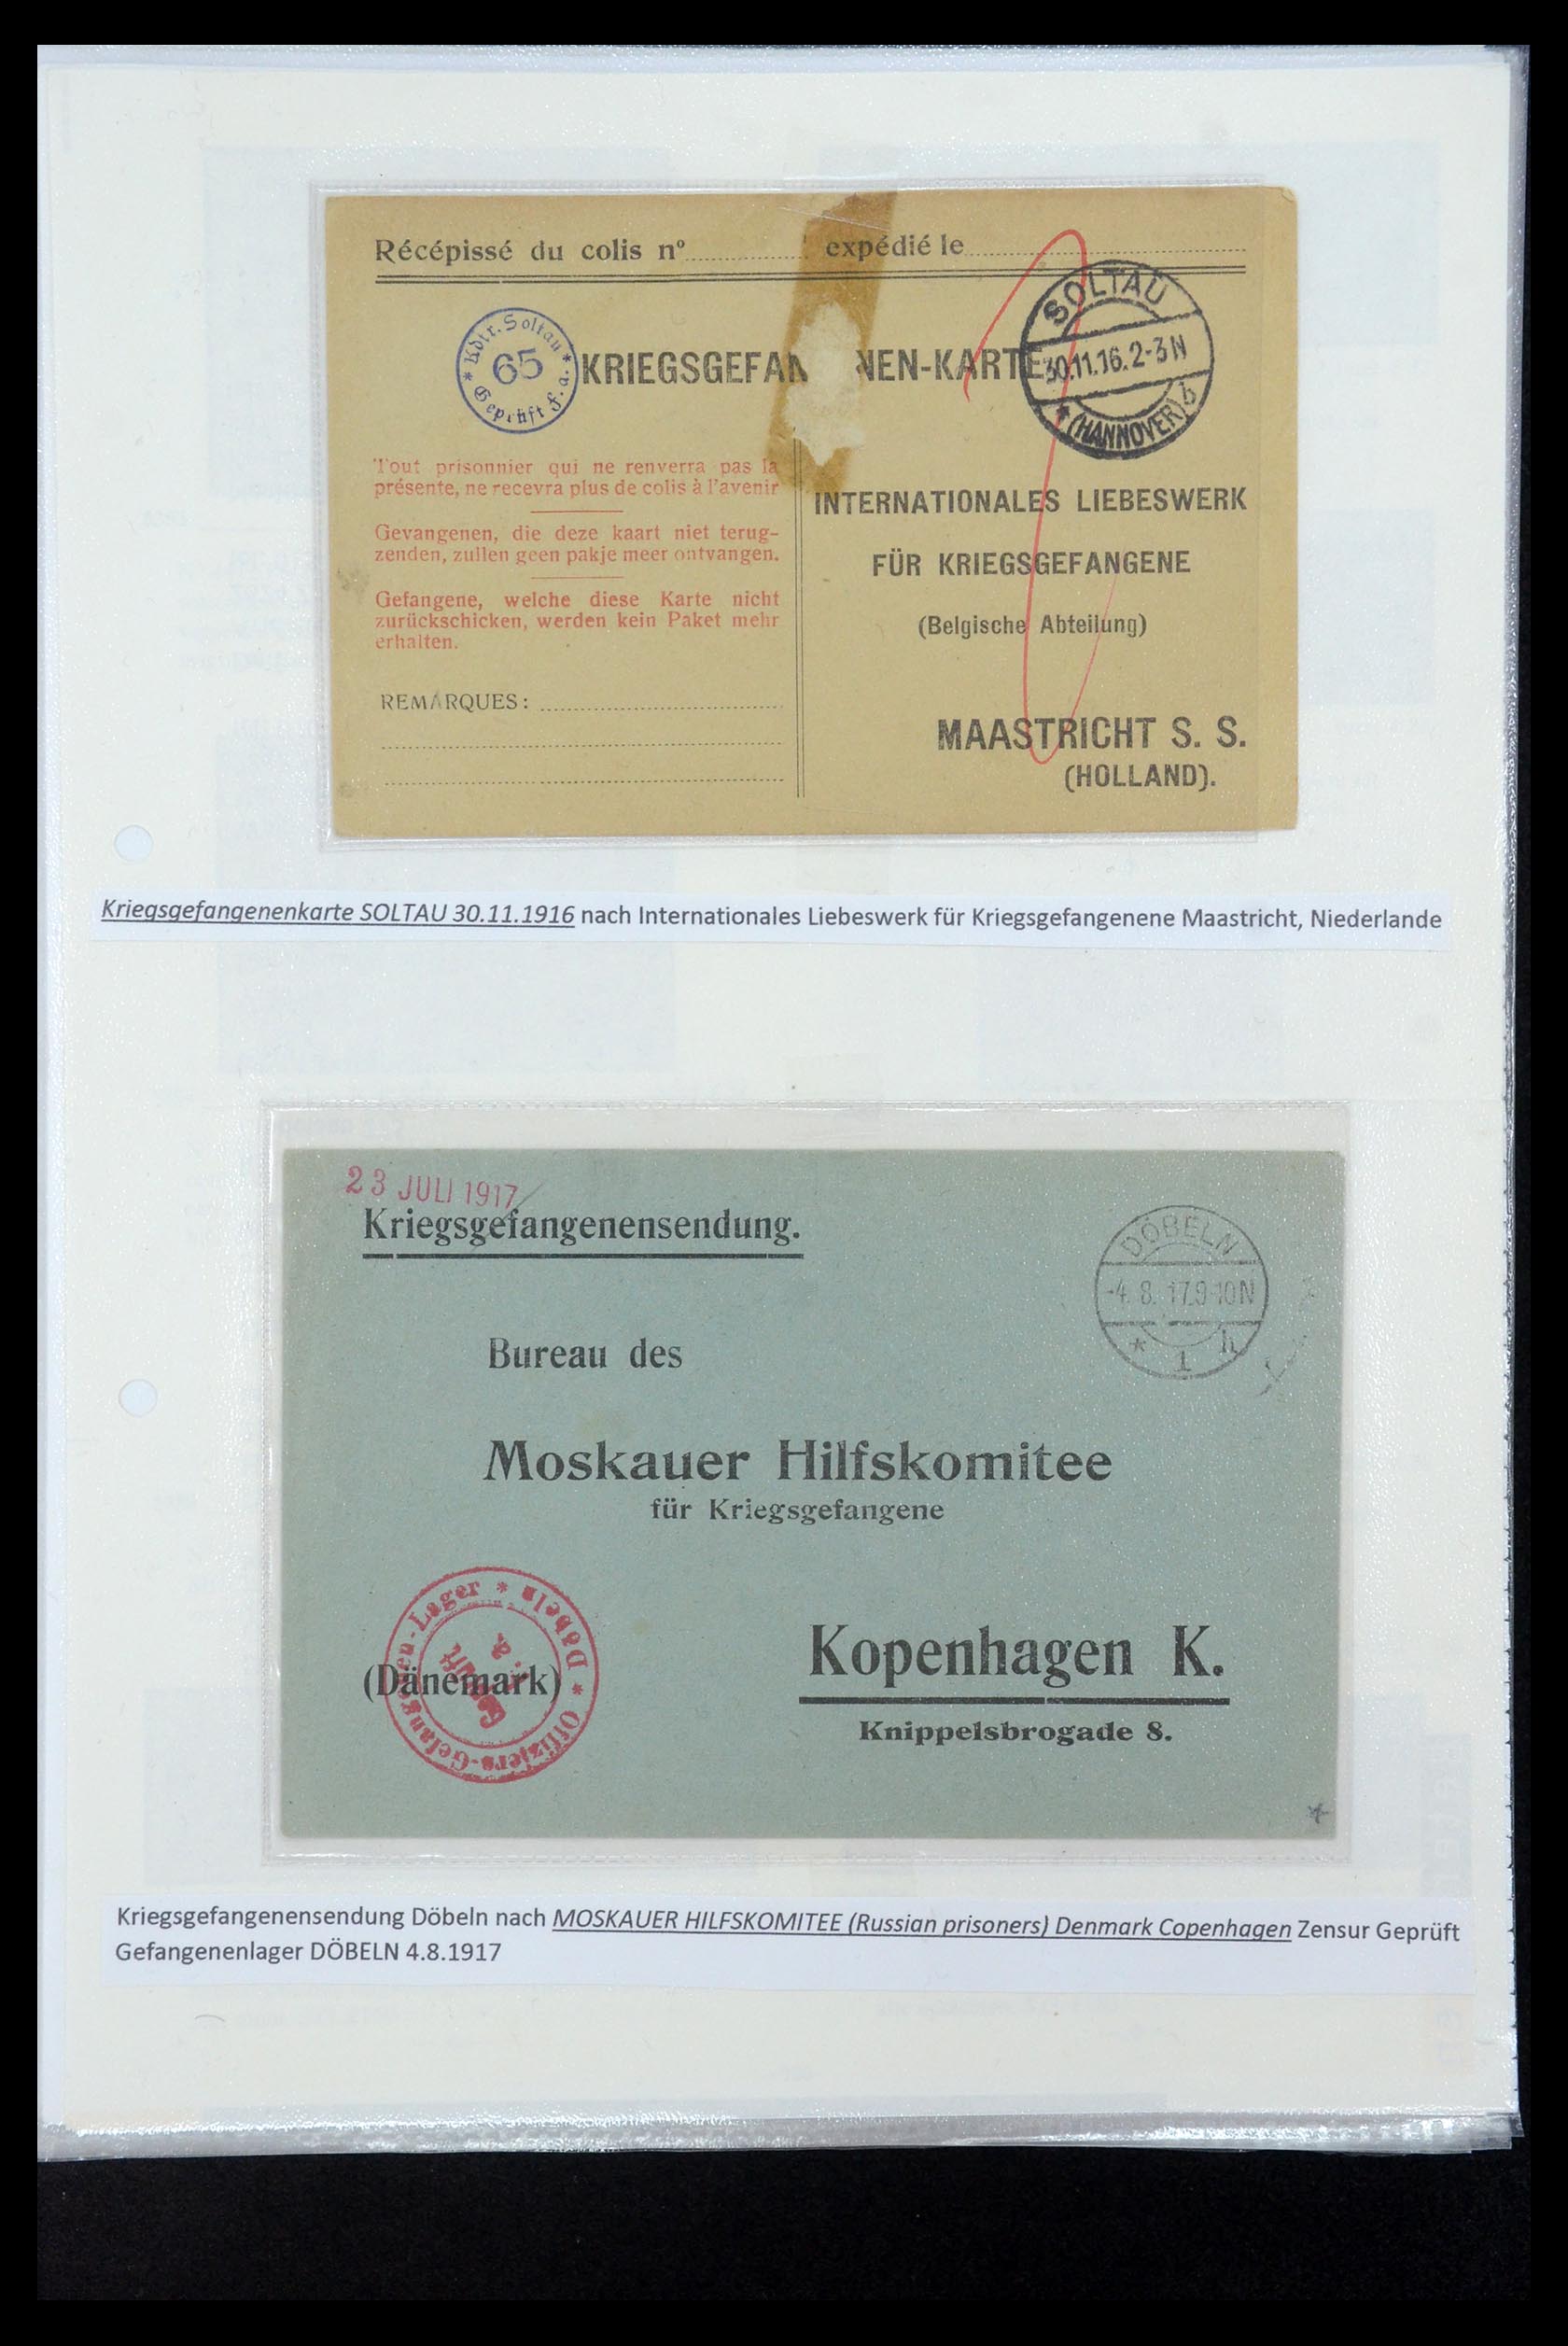 Récépissé du colis nº expédié le
Kdtr. Soltau
65
Geprüft F. a.
KRIEGSGEFAN NEN-KARTE
SOLTAU
30.11.16.2-3N
*(HANNOVER) b
Tout prisonnier qui ne renverra pas la
présente, ne recevra plus de colis à l'avenir
Gevangenen, die deze kaart niet terug-
zenden, zullen geen pakje meer ontvangen.
Gefangene, welche diese Karte nicht
zurückschicken, werden kein Paket mehr
erhalten.
REMARQUES:
INTERNATIONALES LIEBESWERK
FÜR KRIEGSGEFANGENE
(Belgische Abteilung)
MAASTRICHT S. S.
(HOLLAND).
Kriegsgefangenenkarte SOLTAU 30.11.1916 nach Internationales Liebeswerk für Kriegsgefangenene Maastricht, Niederlande
23 JULI 1917
Kriegsgefangenensendung.
DÖBELN
-4.8.17.9-10N
* 1 h
Bureau des
Moskauer Hilfskomitee
für Kriegsgefangene
(Dänemark)
* Offiziers-Gefangenen-Lager * Döbeln
Geprüft
F. a.
Kopenhagen K.
Knippelsbrogade 8.
Kriegsgefangenensendung Döbeln nach MOSKAUER HILFSKOMITEE (Russian prisoners) Denmark Copenhagen Zensur Geprüft
Gefangenenlager DÖBELN 4.8.1917